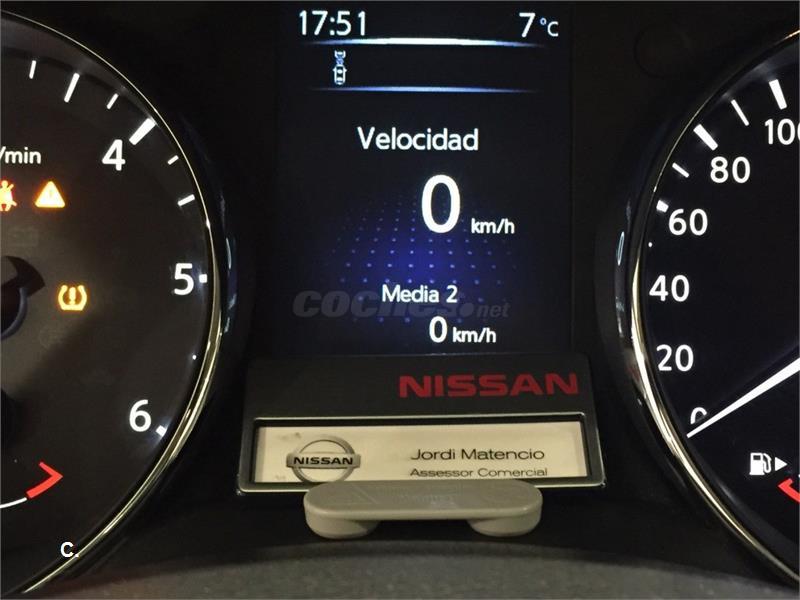 17:51 7°C
Velocidad
0 km/h
Media 2
0 km/h
/min
4
5
6
100
80
60
40
20
0
coches.net
NISSAN
NISSAN
Jordi Matencio
Assessor Comercial
C.